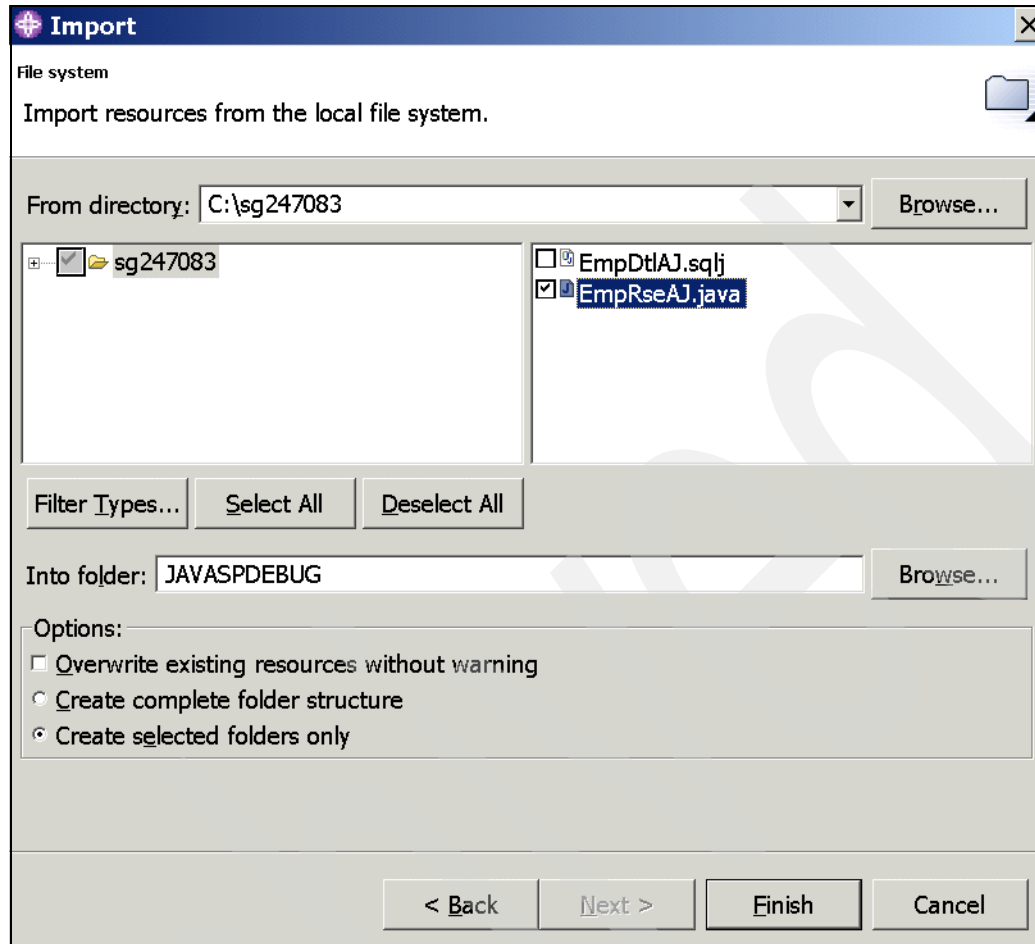 Import
File system
Import resources from the local file system.
From directory: C:\sg247083 Browse...
sg247083
EmpDtlAJ.sqlj
EmpRseAJ.java
Filter Types... Select All Deselect All
Into folder: JAVASPDEBUG Browse...
Options:
Overwrite existing resources without warning
Create complete folder structure
Create selected folders only
< Back Next > Finish Cancel